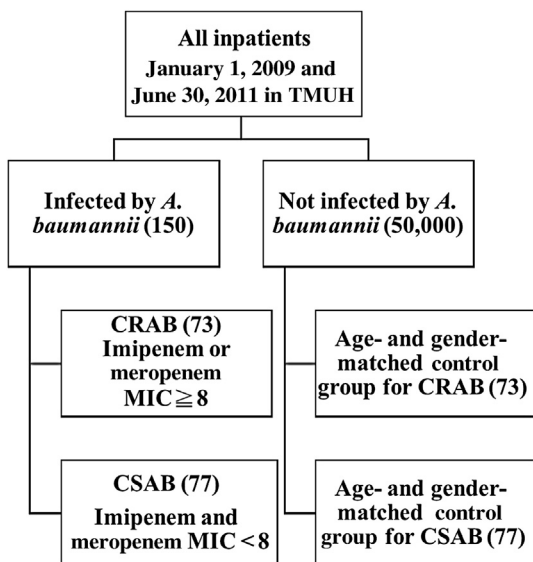 All inpatients
January 1, 2009 and
June 30, 2011 in TMUH
Infected by A.
baumannii (150)
Not infected by A.
baumannii (50,000)
CRAB (73)
Imipenem or
meropenem
MIC ≧ 8
Age- and gender-
matched control
group for CRAB (73)
CSAB (77)
Imipenem and
meropenem MIC < 8
Age- and gender-
matched control
group for CSAB (77)